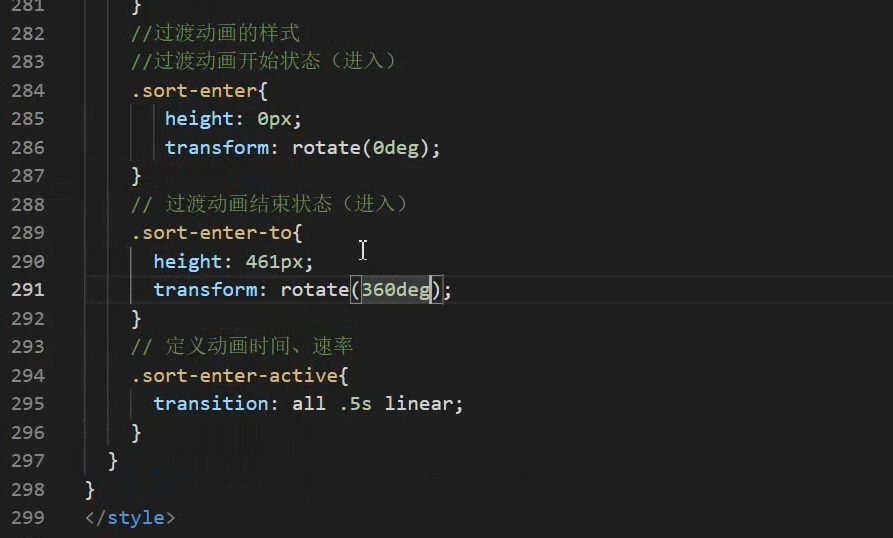 281 }
282 //过渡动画的样式
283 //过渡动画开始状态（进入）
284 .sort-enter{
285 height: 0px;
286 transform: rotate(0deg);
287 }
288 // 过渡动画结束状态（进入）
289 .sort-enter-to{
290 height: 461px;
291 transform: rotate(360deg);
292 }
293 // 定义动画时间、速率
294 .sort-enter-active{
295 transition: all .5s linear;
296 }
297 }
298 }
299 </style>